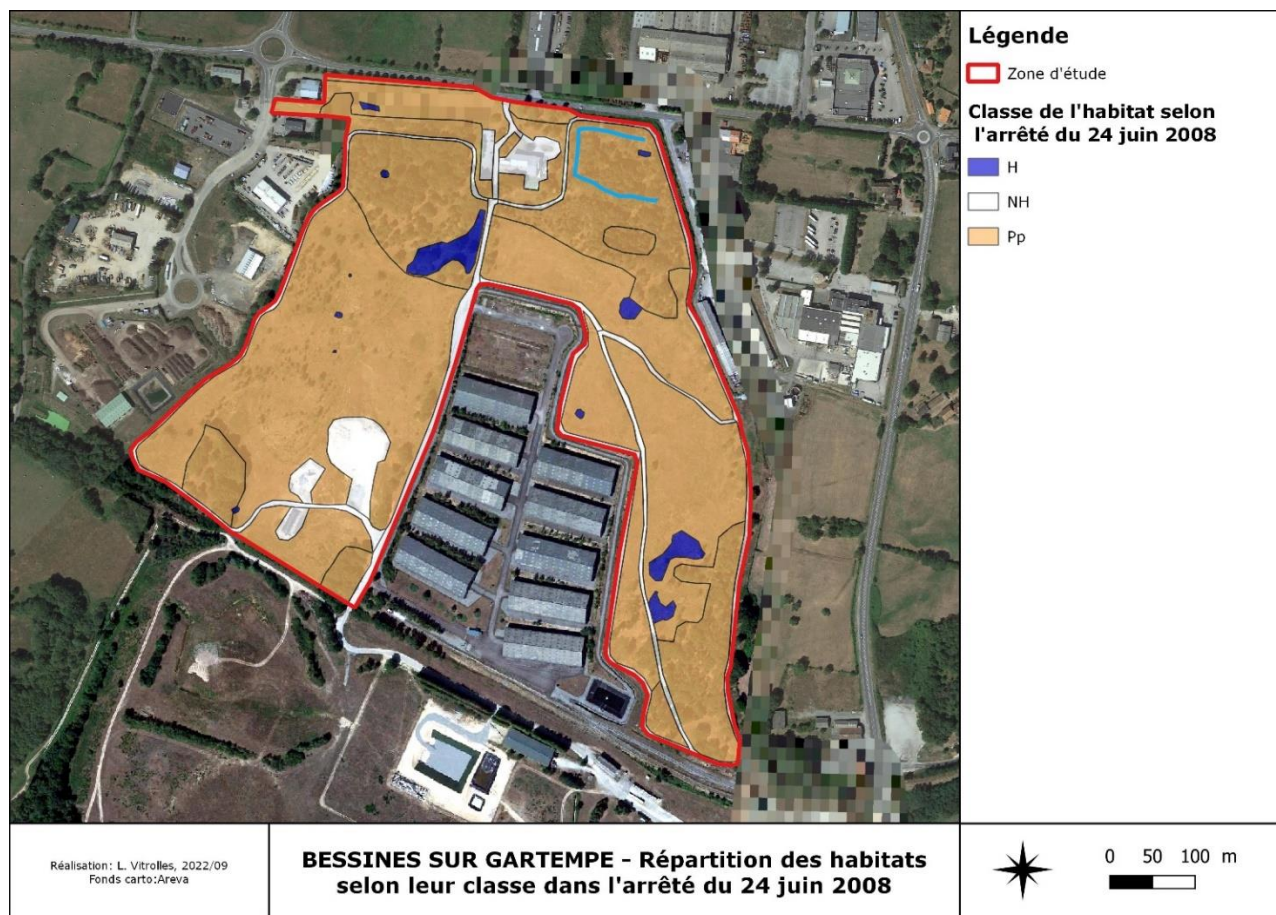 Légende
Zone d'étude
Classe de l'habitat selon
l'arrêté du 24 juin 2008
H
NH
Pp
Réalisation: L. Vitrolles, 2022/09
Fonds carto:Areva
BESSINES SUR GARTEMPE - Répartition des habitats
selon leur classe dans l'arrêté du 24 juin 2008
0 50 100 m